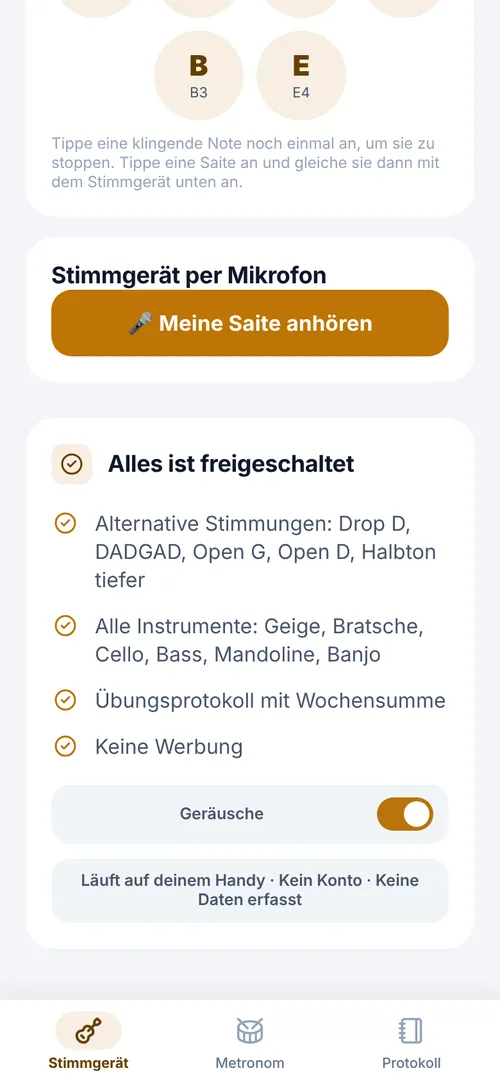 B
B3
E
E4
Tippe eine klingende Note noch einmal an, um sie zu
stoppen. Tippe eine Saite an und gleiche sie dann mit
dem Stimmgerät unten an.
Stimmgerät per Mikrofon
🎤 Meine Saite anhören
Alles ist freigeschaltet
Alternative Stimmungen: Drop D,
DADGAD, Open G, Open D, Halbton
tiefer
Alle Instrumente: Geige, Bratsche,
Cello, Bass, Mandoline, Banjo
Übungsprotokoll mit Wochensumme
Keine Werbung
Geräusche
Läuft auf deinem Handy · Kein Konto · Keine
Daten erfasst
Stimmgerät
Metronom
Protokoll